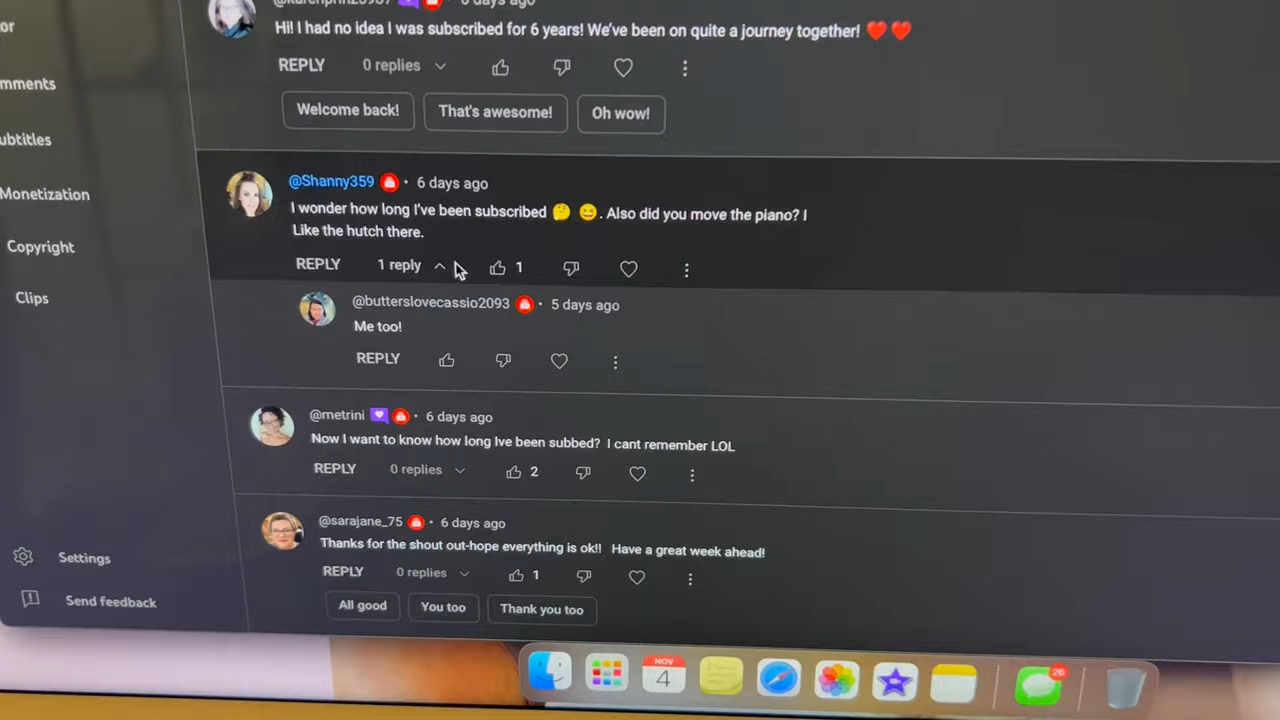 or
6 days ago
Hi! I had no idea I was subscribed for 6 years! We've been on quite a journey together! ❤️ ❤️
REPLY 0 replies
Welcome back! That's awesome! Oh wow!
mments
ubtitles
Monetization
Copyright
Clips
@Shanny359 • 6 days ago
I wonder how long I've been subscribed 🤔 😆. Also did you move the piano? I
Like the hutch there.
REPLY 1 reply 1
@butterslovecassio2093 • 5 days ago
Me too!
REPLY
@metrini • 6 days ago
Now I want to know how long Ive been subbed? I cant remember LOL
REPLY 0 replies 2
@sarajane_75 • 6 days ago
Thanks for the shout out-hope everything is ok!! Have a great week ahead!
REPLY 0 replies 1
All good You too Thank you too
Settings
Send feedback
NOV
4
26